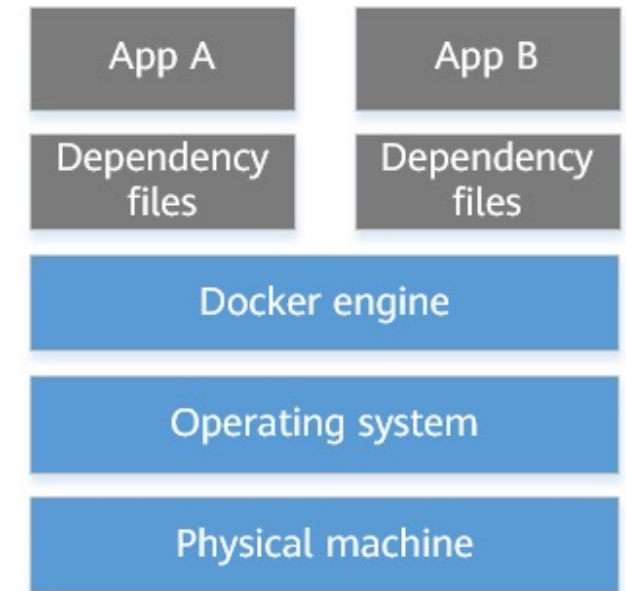 App A
App B
Dependency
files
Dependency
files
Docker engine
Operating system
Physical machine